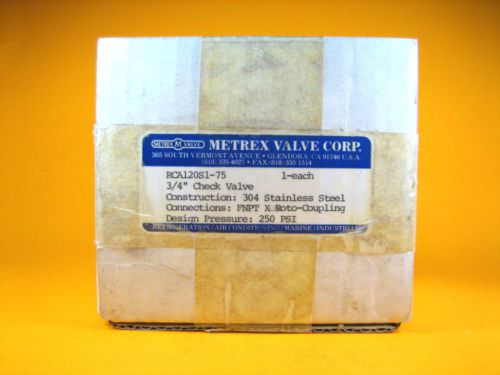 METREX M VALVE
METREX VALVE CORP.
505 SOUTH VERMONT AVENUE • GLENDORA, CA 91740 U.S.A.
(818) 335-4027 • FAX (818) 335-1514
RCA120S1-75 1-each
3/4" Check Valve
Construction: 304 Stainless Steel
Connections: FNPT X Roto-Coupling
Design Pressure: 250 PSI
REFRIGERATION/AIR CONDITIONING/MARINE/INDUSTRIAL